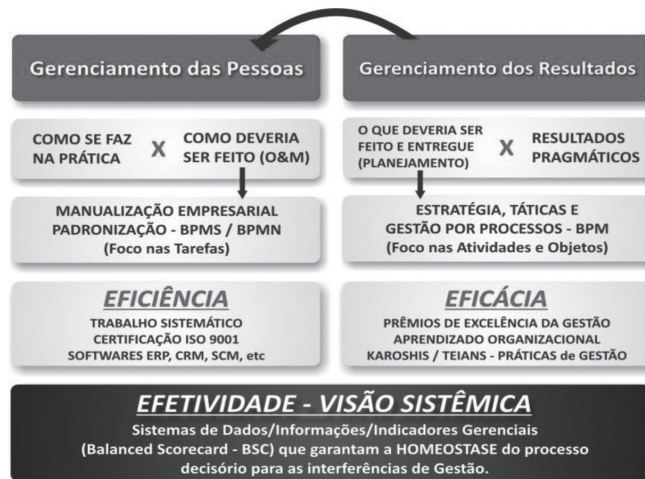 Gerenciamento das Pessoas
Gerenciamento dos Resultados
COMO SE FAZ
NA PRÁTICA
X
COMO DEVERIA
SER FEITO (O&M)
O QUE DEVERIA SER
FEITO E ENTREGUE
(PLANEJAMENTO)
X
RESULTADOS
PRAGMÁTICOS
MANUALIZAÇÃO EMPRESARIAL
PADRONIZAÇÃO - BPMS / BPMN
(Foco nas Tarefas)
ESTRATÉGIA, TÁTICAS E
GESTÃO POR PROCESSOS - BPM
(Foco nas Atividades e Objetos)
EFICIÊNCIA
TRABALHO SISTEMÁTICO
CERTIFICAÇÃO ISO 9001
SOFTWARES ERP, CRM, SCM, etc
EFICÁCIA
PRÊMIOS DE EXCELÊNCIA DA GESTÃO
APRENDIZADO ORGANIZACIONAL
KAROSHIS / TEIANS - PRÁTICAS de GESTÃO
EFETIVIDADE - VISÃO SISTÊMICA
Sistemas de Dados/Informações/Indicadores Gerenciais
(Balanced Scorecard - BSC) que garantam a HOMEOSTASE do processo
decisório para as interferências de Gestão.